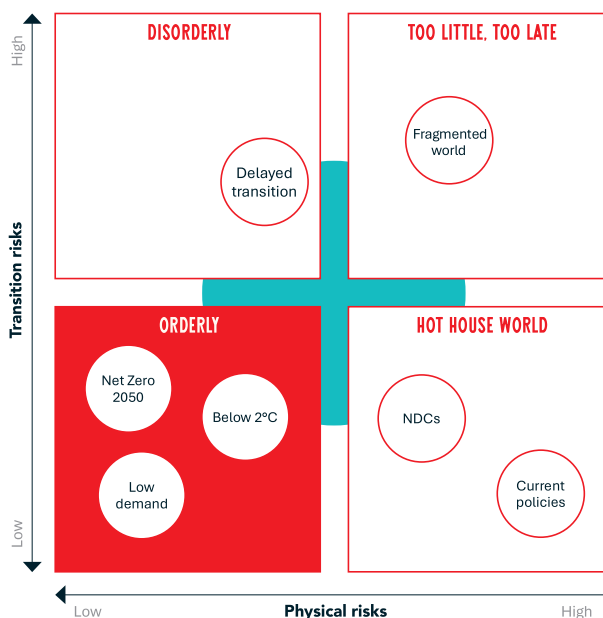 DISORDERLY
TOO LITTLE, TOO LATE
High
Fragmented
world
Delayed
transition
Transition risks
ORDERLY
HOT HOUSE WORLD
Net Zero
2050
Below 2°C
NDCs
Low
demand
Current
policies
Low
Low
Physical risks
High